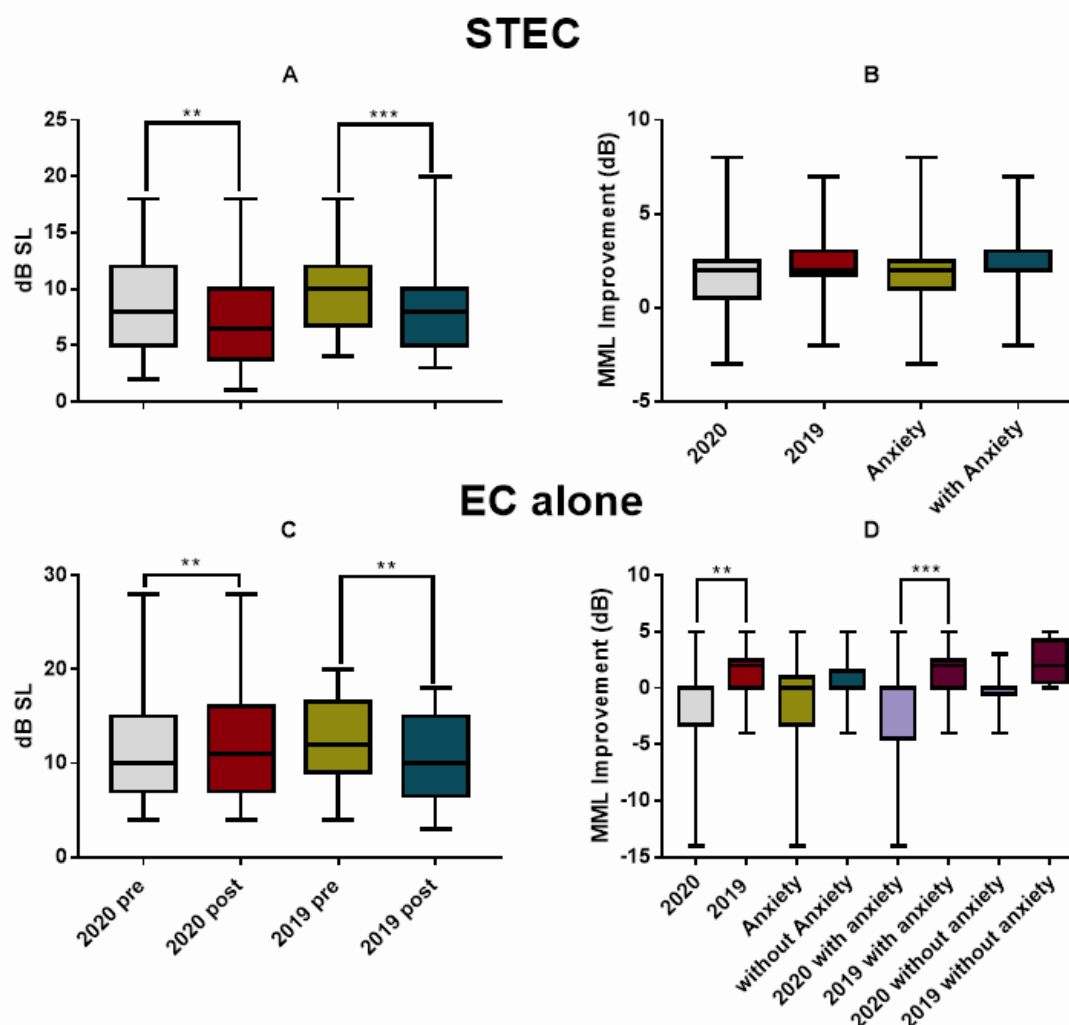 STEC
A
**
***
dB SL
25
20
15
10
5
0
B
MML Improvement (dB)
10
5
0
-5
2020
2019
Anxiety
with Anxiety
EC alone
C
**
**
dB SL
30
20
10
0
2020 pre
2020 post
2019 pre
2019 post
D
**
***
MML Improvement (dB)
10
5
0
-5
-10
-15
2020
2019
Anxiety
without Anxiety
2020 with anxiety
2019 with anxiety
2020 without anxiety
2019 without anxiety